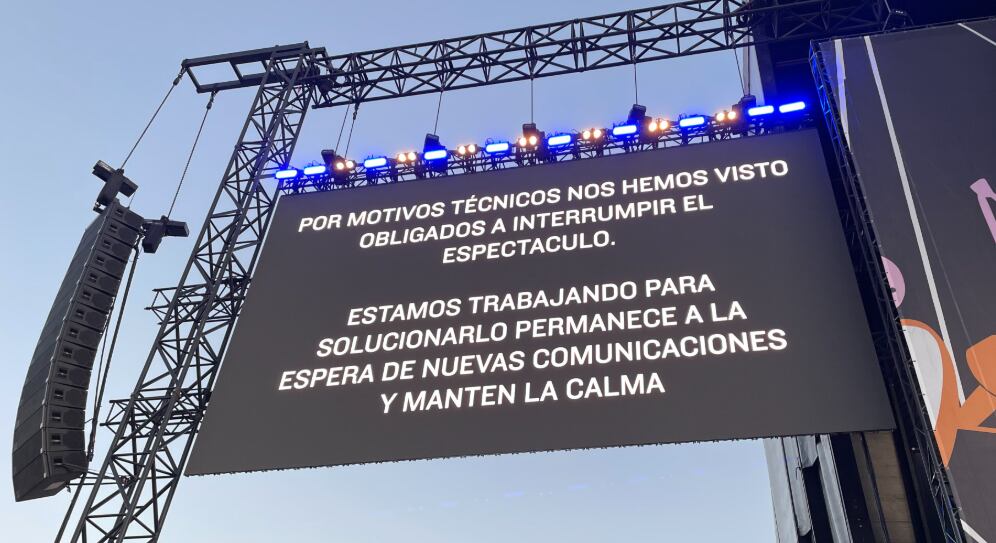 POR MOTIVOS TÉCNICOS NOS HEMOS VISTO
OBLIGADOS A INTERRUMPIR EL
ESPECTACULO.
ESTAMOS TRABAJANDO PARA
SOLUCIONARLO PERMANECE A LA
ESPERA DE NUEVAS COMUNICACIONES
Y MANTEN LA CALMA